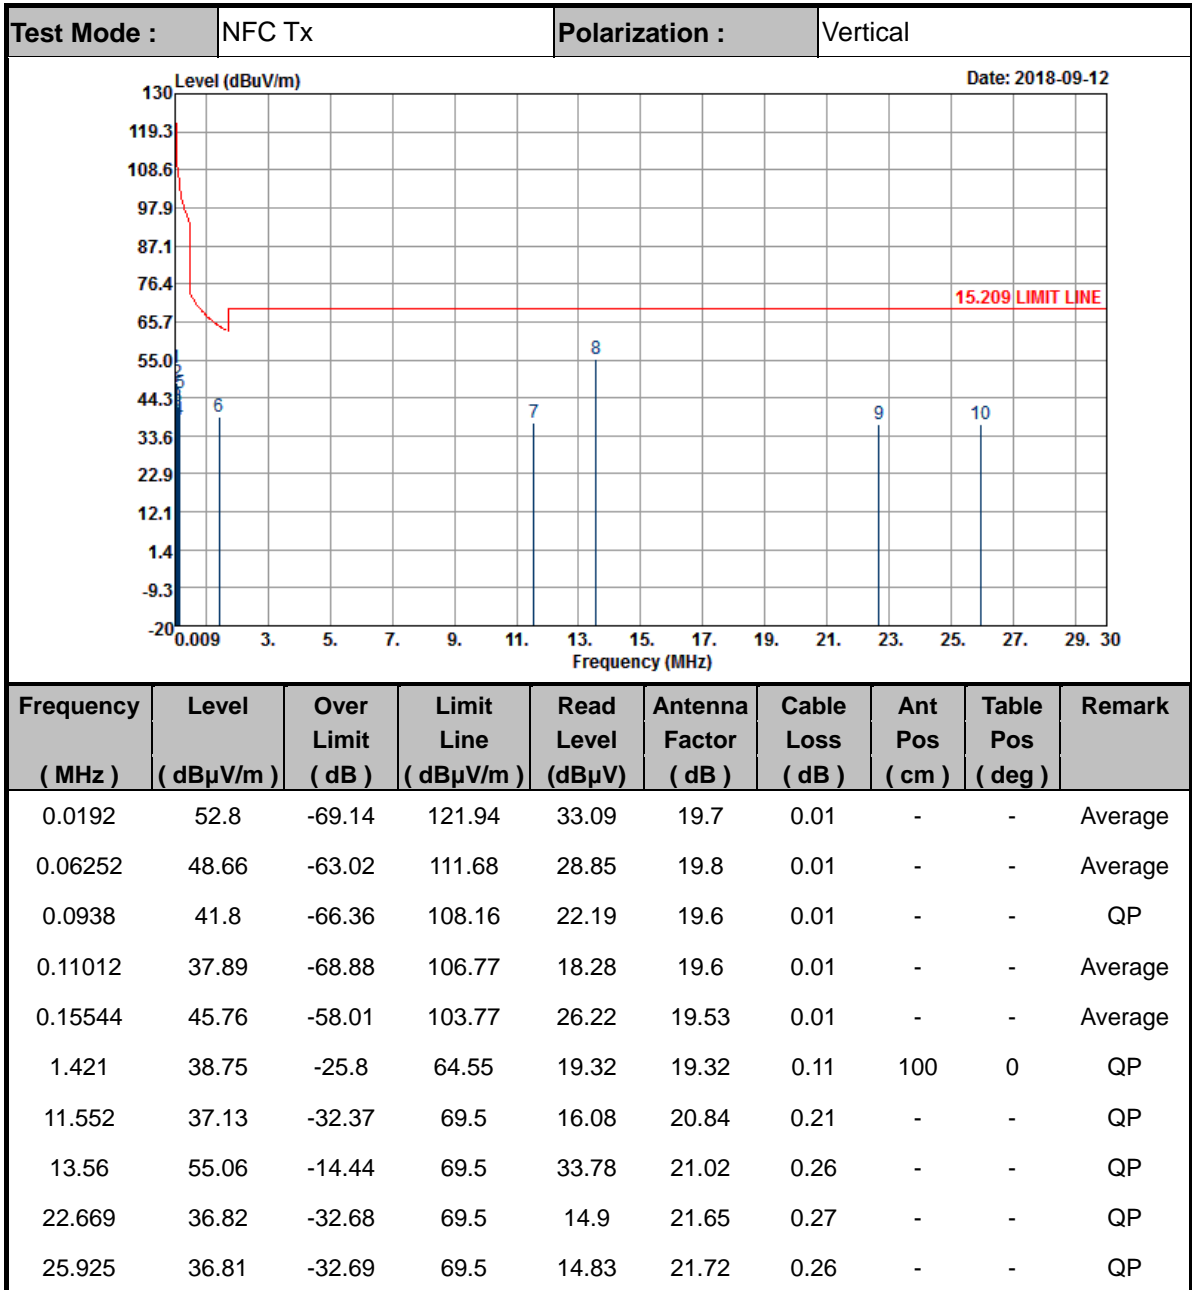 Test Mode : NFC Tx Polarization : Vertical
Level (dBuV/m) Date: 2018-09-12
130
119.3
108.6
97.9
87.1
76.4
15.209 LIMIT LINE
65.7
8
55.0
5
44.3
6 7 9 10
33.6
22.9
12.1
1.4
-9.3
-20
0.009 3. 5. 7. 9. 11. 13. 15. 17. 19. 21. 23. 25. 27. 29. 30
Frequency (MHz)
Frequency Level Over Limit Read Antenna Cable Ant Table Remark
Limit Line Level Factor Loss Pos Pos
( MHz ) ( dBµV/m ) ( dB ) ( dBµV/m ) (dBµV) ( dB ) ( dB ) ( cm ) ( deg )
0.0192 52.8 -69.14 121.94 33.09 19.7 0.01 - - Average
0.06252 48.66 -63.02 111.68 28.85 19.8 0.01 - - Average
0.0938 41.8 -66.36 108.16 22.19 19.6 0.01 - - QP
0.11012 37.89 -68.88 106.77 18.28 19.6 0.01 - - Average
0.15544 45.76 -58.01 103.77 26.22 19.53 0.01 - - Average
1.421 38.75 -25.8 64.55 19.32 19.32 0.11 100 0 QP
11.552 37.13 -32.37 69.5 16.08 20.84 0.21 - - QP
13.56 55.06 -14.44 69.5 33.78 21.02 0.26 - - QP
22.669 36.82 -32.68 69.5 14.9 21.65 0.27 - - QP
25.925 36.81 -32.69 69.5 14.83 21.72 0.26 - - QP